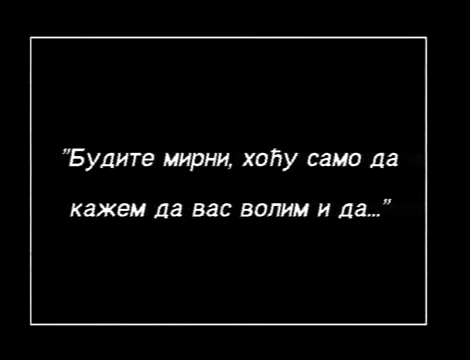 "Будите мирни, хоћу само да
кажем да вас волим и да..."